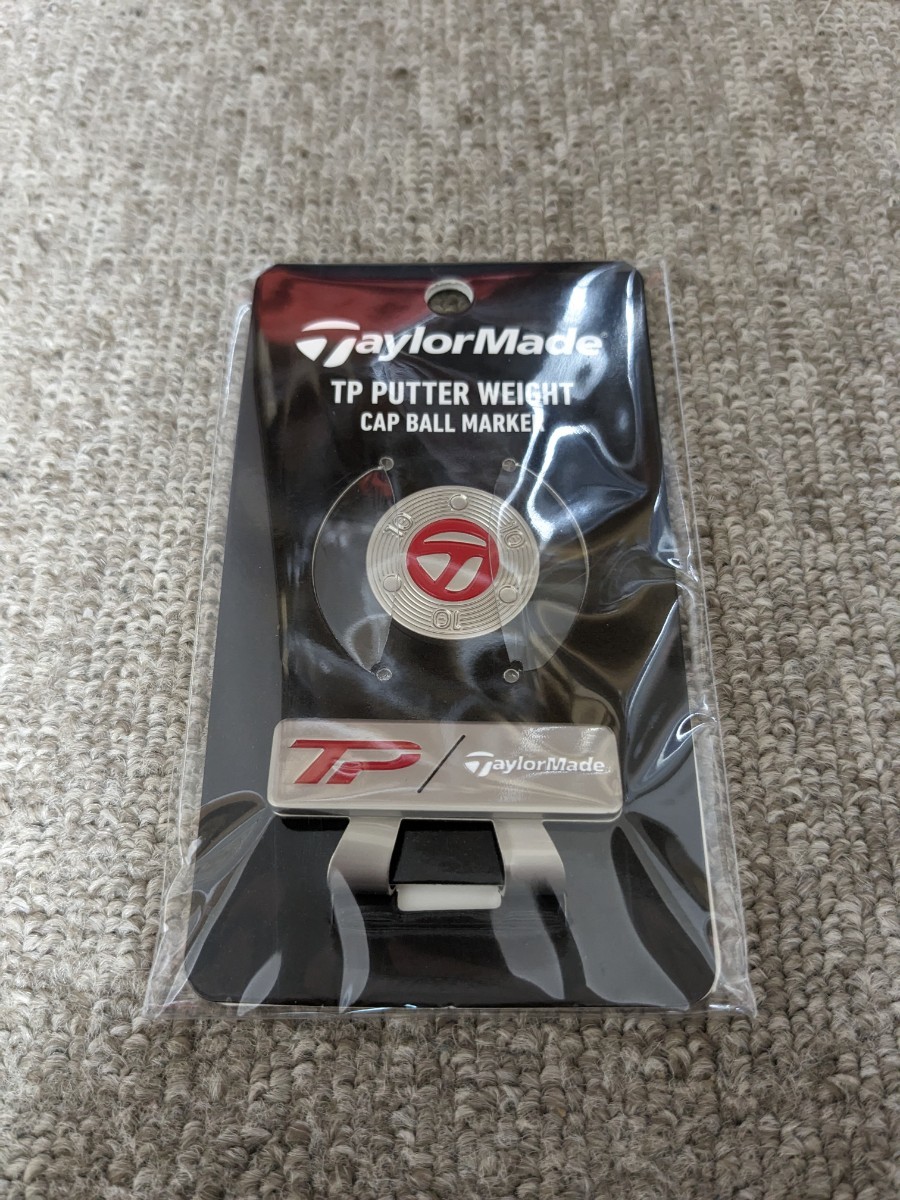 TaylorMade
TP PUTTER WEIGHT
CAP BALL MARKER
10 10
10
TP / TaylorMade